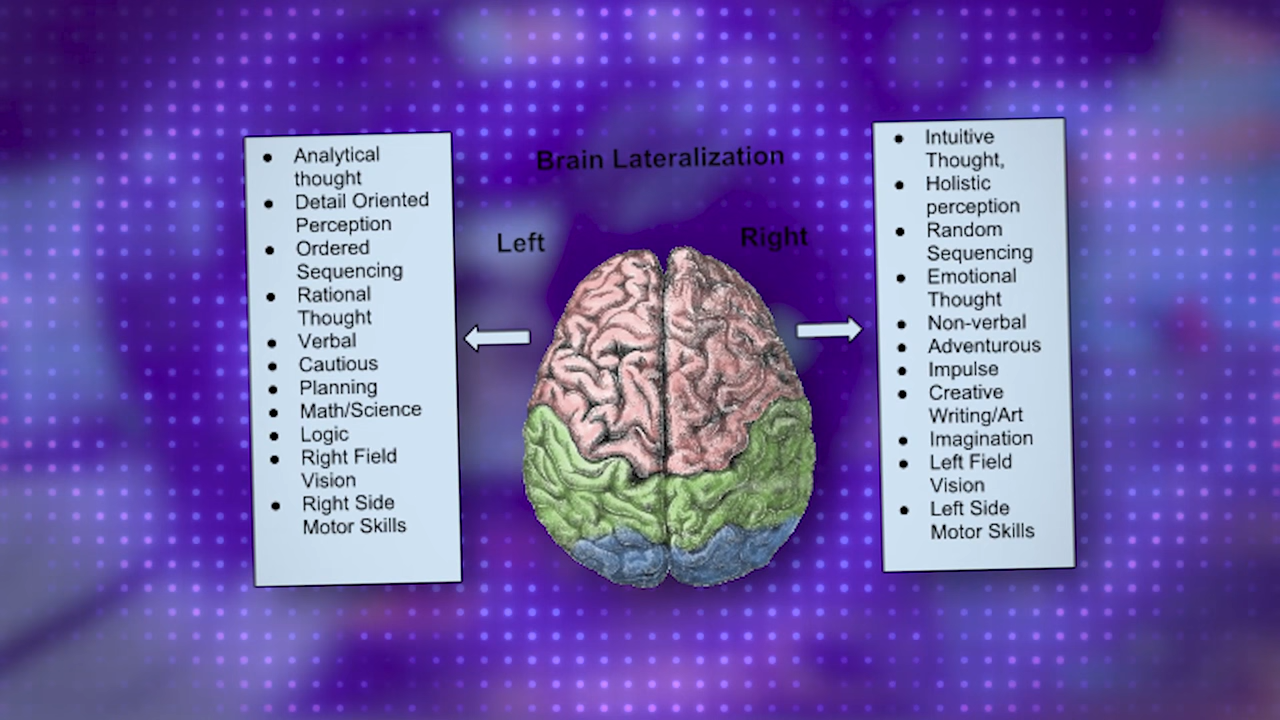 Brain Lateralization
Left
Right
● Analytical
thought
● Detail Oriented
Perception
● Ordered
Sequencing
● Rational
Thought
● Verbal
● Cautious
● Planning
● Math/Science
● Logic
● Right Field
Vision
● Right Side
Motor Skills
● Intuitive
Thought,
● Holistic
perception
● Random
Sequencing
● Emotional
Thought
● Non-verbal
● Adventurous
● Impulse
● Creative
Writing/Art
● Imagination
● Left Field
Vision
● Left Side
Motor Skills